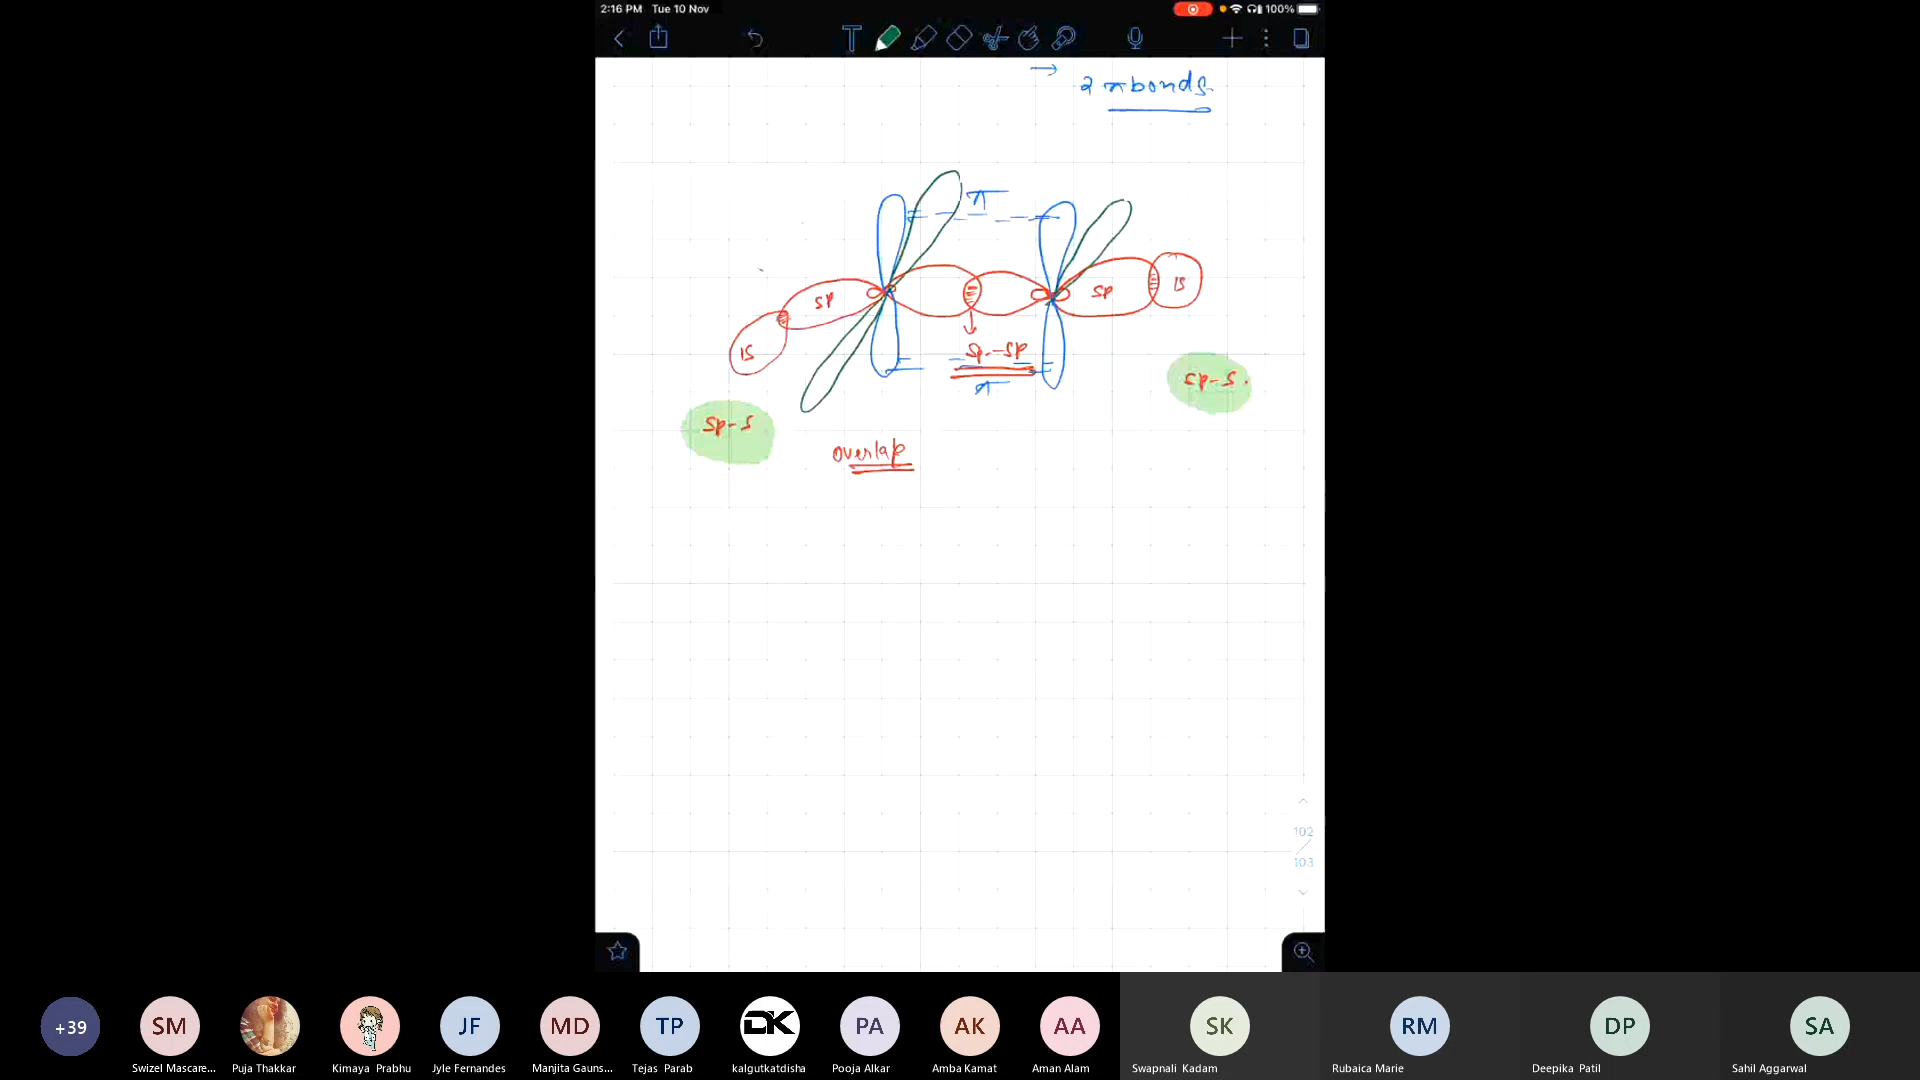 2:16 PM Tue 10 Nov
100%
→ 2 π bonds
π
sp
sp
1s
1s
sp-sp
π
sp-s.
sp-s
overlap
102
103
+39
SM
JF
MD
TP
DK
PA
AK
AA
SK
RM
DP
SA
Swizel Mascare...
Puja Thakkar
Kimaya Prabhu
Jyle Fernandes
Manjita Gauns...
Tejas Parab
kalgutkatdisha
Pooja Alkar
Amba Kamat
Aman Alam
Swapnali Kadam
Rubaica Marie
Deepika Patil
Sahil Aggarwal